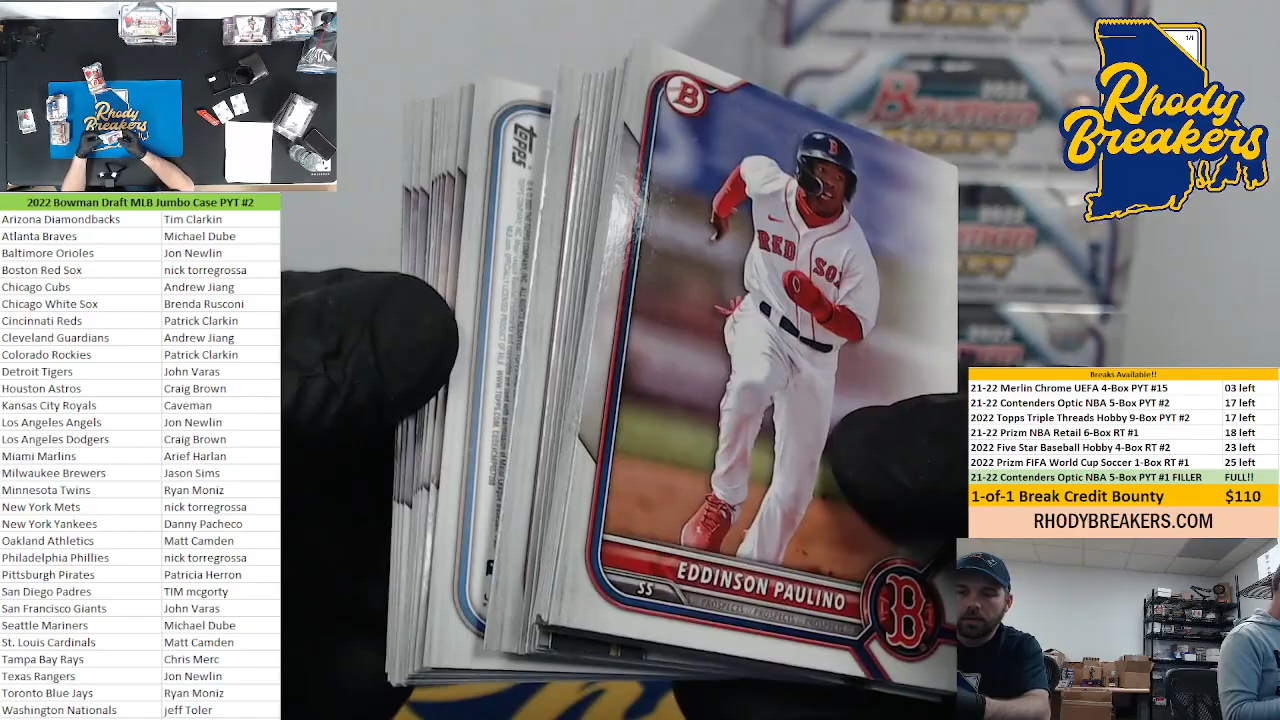 Rhody
Breakers
2022 Bowman Draft MLB Jumbo Case PYT #2
Arizona Diamondbacks Tim Clarkin
Atlanta Braves Michael Dube
Baltimore Orioles Jon Newlin
Boston Red Sox nick torregrossa
Chicago Cubs Andrew Jiang
Chicago White Sox Brenda Rusconi
Cincinnati Reds Patrick Clarkin
Cleveland Guardians Andrew Jiang
Colorado Rockies Patrick Clarkin
Detroit Tigers John Varas
Houston Astros Craig Brown
Kansas City Royals Caveman
Los Angeles Angels Jon Newlin
Los Angeles Dodgers Craig Brown
Miami Marlins Arief Harlan
Milwaukee Brewers Jason Sims
Minnesota Twins Ryan Moniz
New York Mets nick torregrossa
New York Yankees Danny Pacheco
Oakland Athletics Matt Camden
Philadelphia Phillies nick torregrossa
Pittsburgh Pirates Patricia Herron
San Diego Padres TIM mcgorty
San Francisco Giants John Varas
Seattle Mariners Michael Dube
St. Louis Cardinals Matt Camden
Tampa Bay Rays Chris Merc
Texas Rangers Jon Newlin
Toronto Blue Jays Ryan Moniz
Washington Nationals jeff Toler
topps
B
B
RED SOX
EDDINSON PAULINO
SS
PROSPECTS / PROSPECTS / PROSPECTS
B
2022
Bowman
DRAFT
1/1
Rhody
Breakers
Breaks Available!!
21-22 Merlin Chrome UEFA 4-Box PYT #15 03 left
21-22 Contenders Optic NBA 5-Box PYT #2 17 left
2022 Topps Triple Threads Hobby 9-Box PYT #2 17 left
21-22 Prizm NBA Retail 6-Box RT #1 18 left
2022 Five Star Baseball Hobby 4-Box RT #2 23 left
2022 Prizm FIFA World Cup Soccer 1-Box RT #1 25 left
21-22 Contenders Optic NBA 5-Box PYT #1 FILLER FULL!!
1-of-1 Break Credit Bounty $110
RHODYBREAKERS.COM